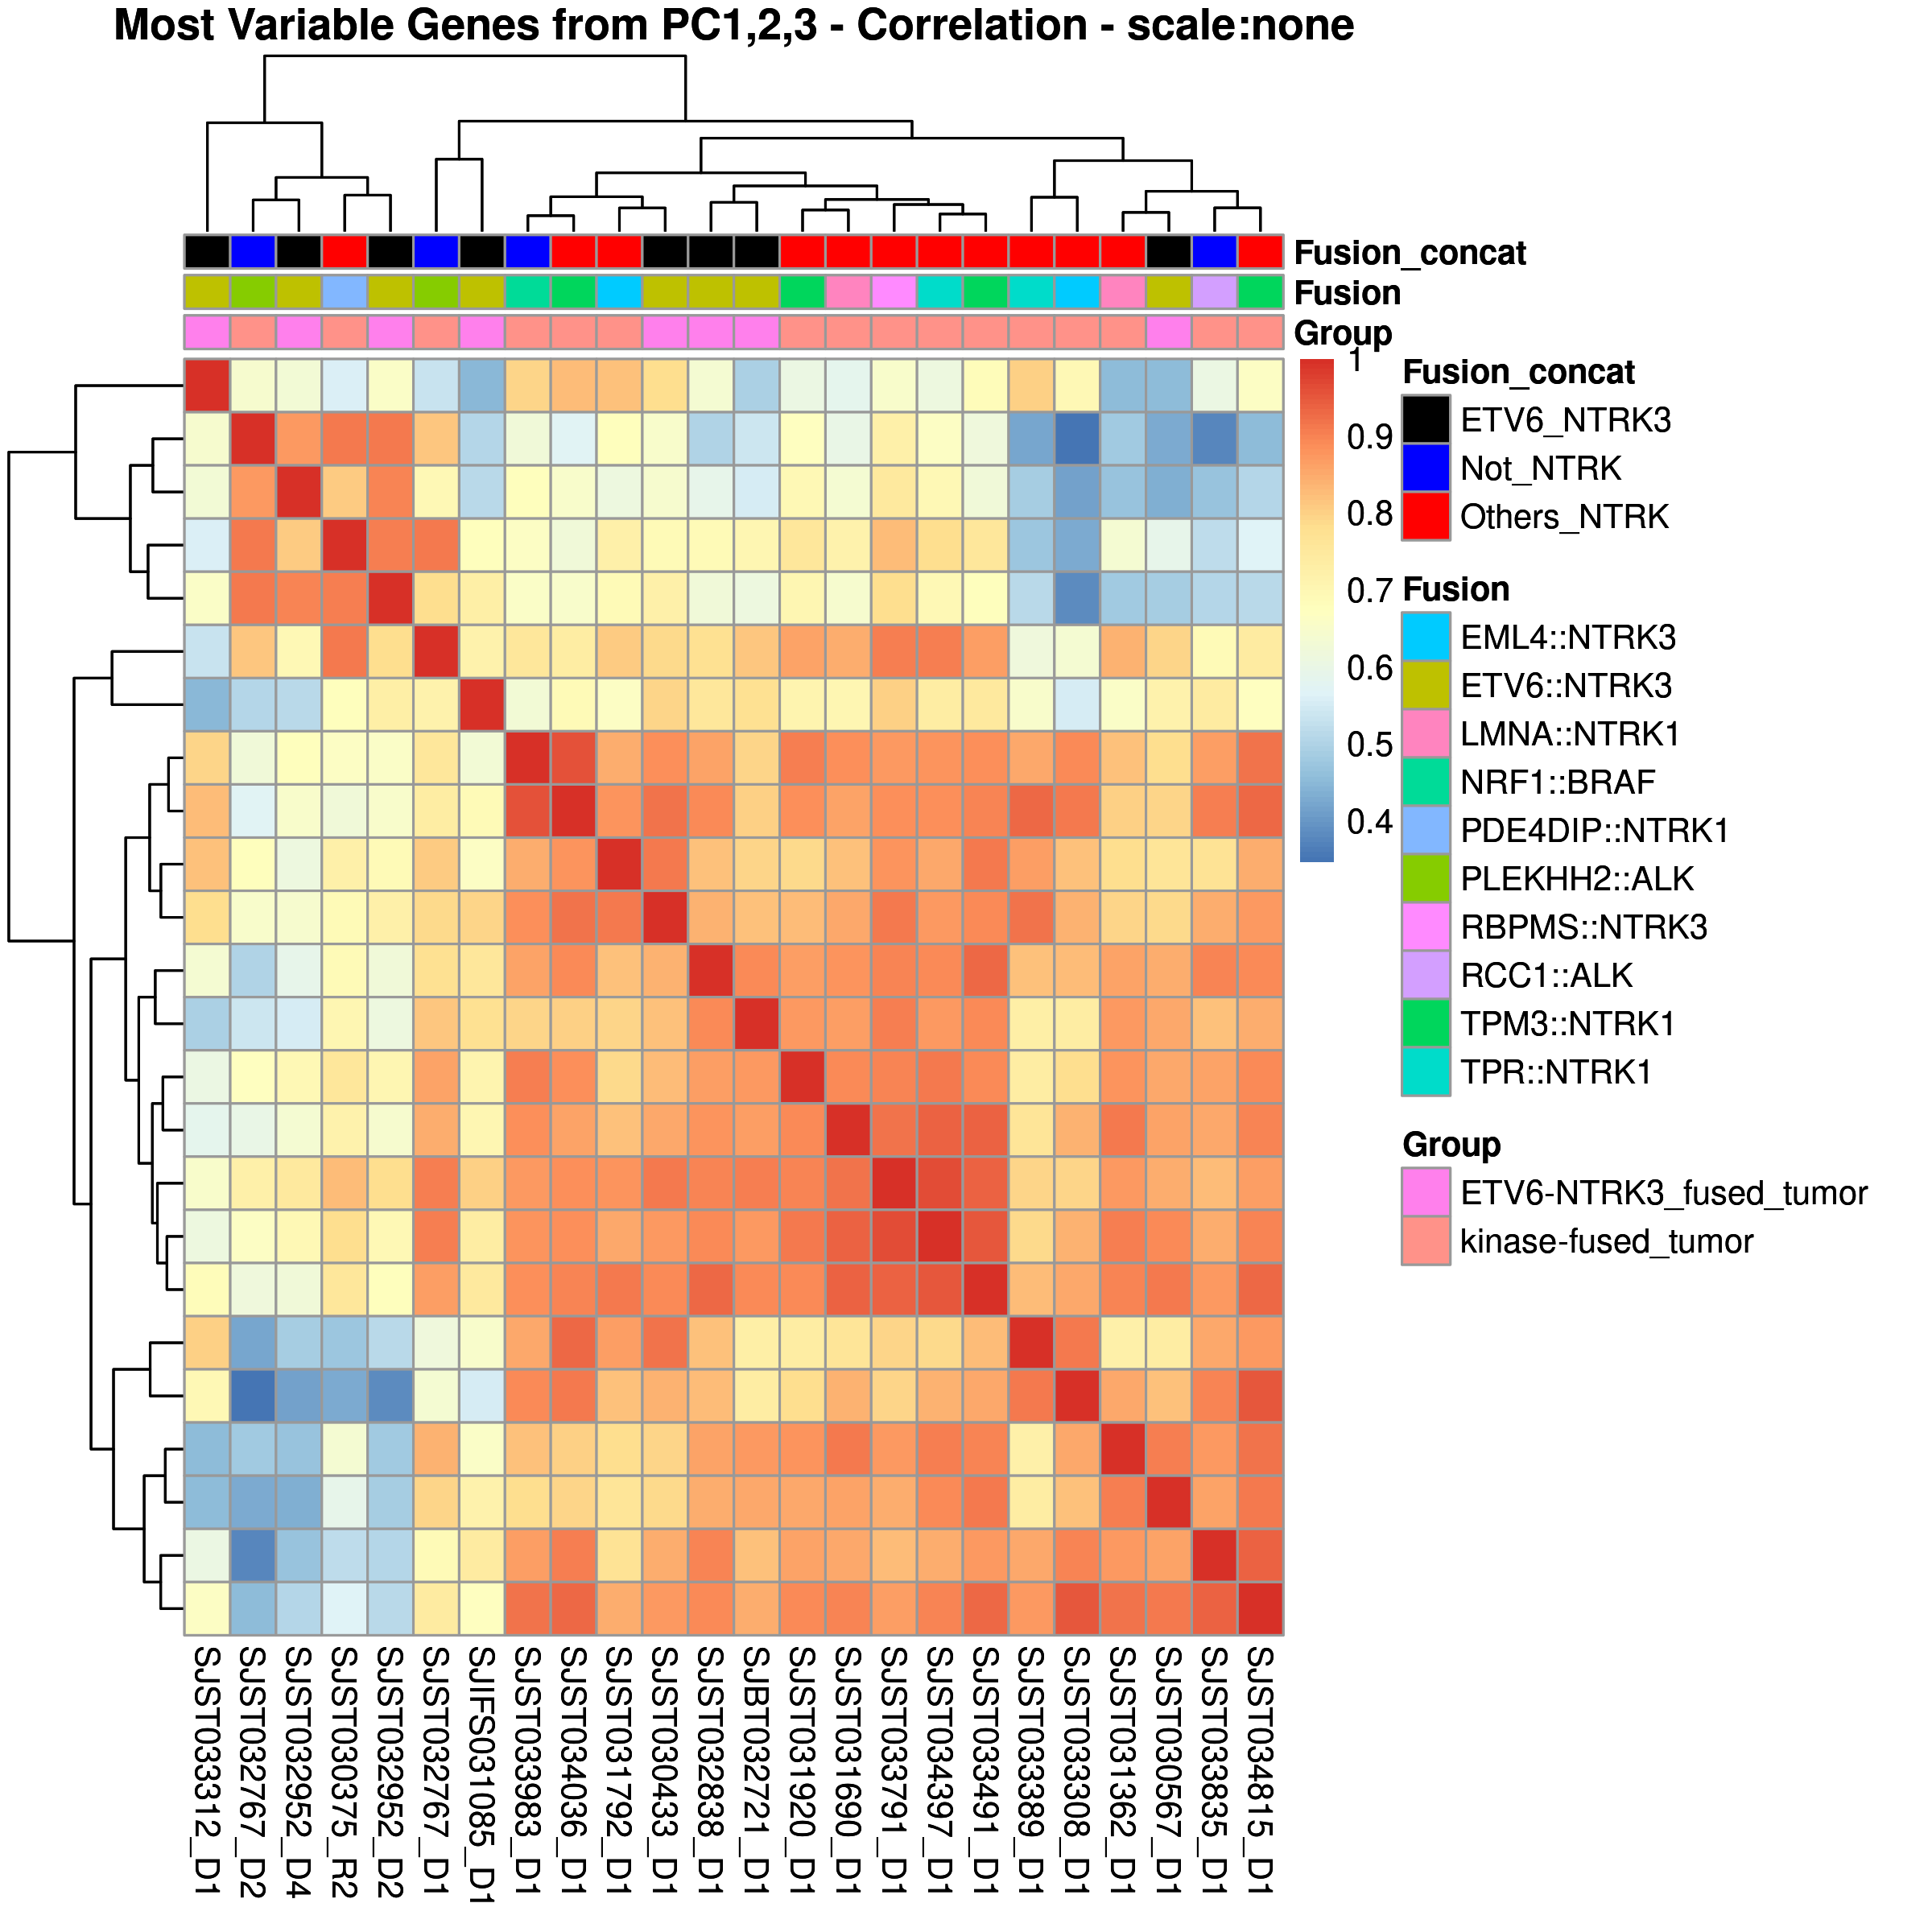 Most Variable Genes from PC1,2,3 - Correlation - scale:none
Fusion_concat
Fusion
Group
1
0.9
0.8
0.7
0.6
0.5
0.4
Fusion_concat
ETV6_NTRK3
Not_NTRK
Others_NTRK
Fusion
EML4::NTRK3
ETV6::NTRK3
LMNA::NTRK1
NRF1::BRAF
PDE4DIP::NTRK1
PLEKHH2::ALK
RBPMS::NTRK3
RCC1::ALK
TPM3::NTRK1
TPR::NTRK1
Group
ETV6-NTRK3_fused_tumor
kinase-fused_tumor
SJST033312_D1
SJST032767_D2
SJST032952_D4
SJST030375_R2
SJST032952_D2
SJST032767_D1
SJIFS031085_D1
SJST033983_D1
SJST034036_D1
SJST031792_D1
SJST030433_D1
SJST032838_D1
SJBT032721_D1
SJST031920_D1
SJST031690_D1
SJST033791_D1
SJST034397_D1
SJST033491_D1
SJST033389_D1
SJST033308_D1
SJST031362_D1
SJST030567_D1
SJST033835_D1
SJST034815_D1